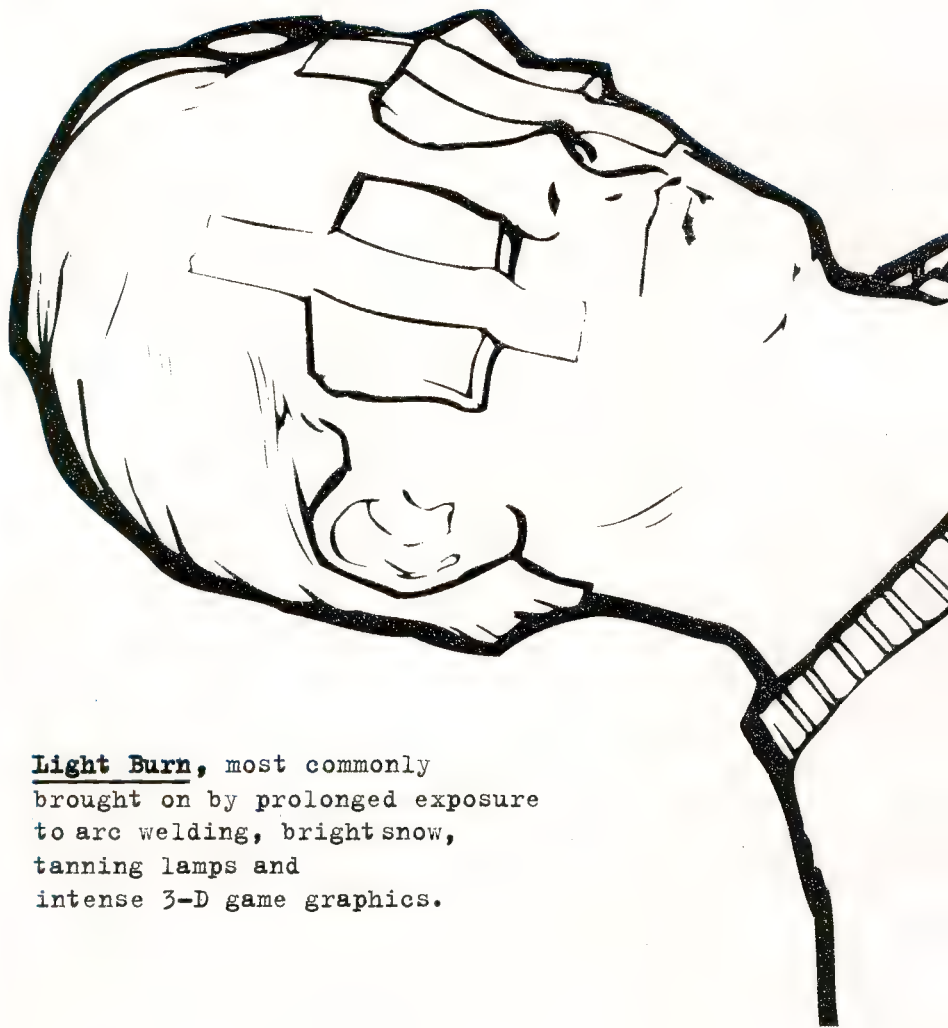 Light Burn, most commonly
brought on by prolonged exposure
to arc welding, bright snow,
tanning lamps and
intense 3-D game graphics.